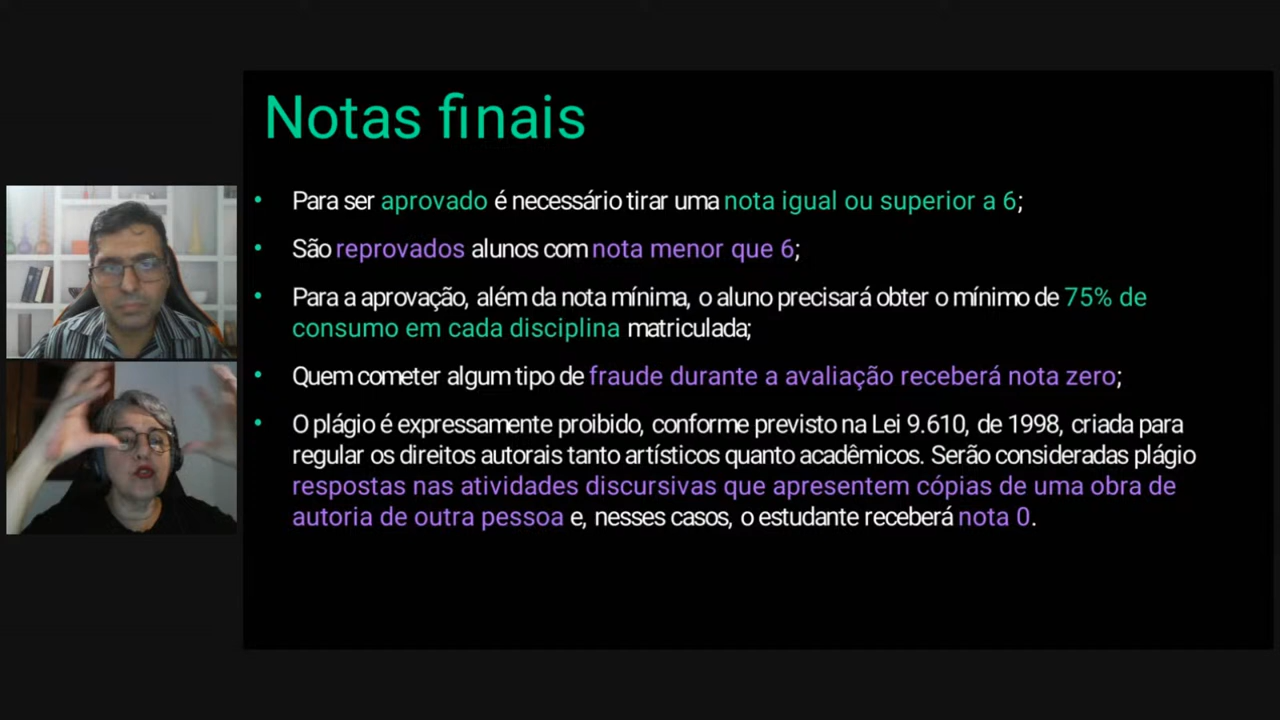 Notas finais
• Para ser aprovado é necessário tirar uma nota igual ou superior a 6;
• São reprovados alunos com nota menor que 6;
• Para a aprovação, além da nota mínima, o aluno precisará obter o mínimo de 75% de
consumo em cada disciplina matriculada;
• Quem cometer algum tipo de fraude durante a avaliação receberá nota zero;
• O plágio é expressamente proibido, conforme previsto na Lei 9.610, de 1998, criada para
regular os direitos autorais tanto artísticos quanto acadêmicos. Serão consideradas plágio
respostas nas atividades discursivas que apresentem cópias de uma obra de
autoria de outra pessoa e, nesses casos, o estudante receberá nota 0.